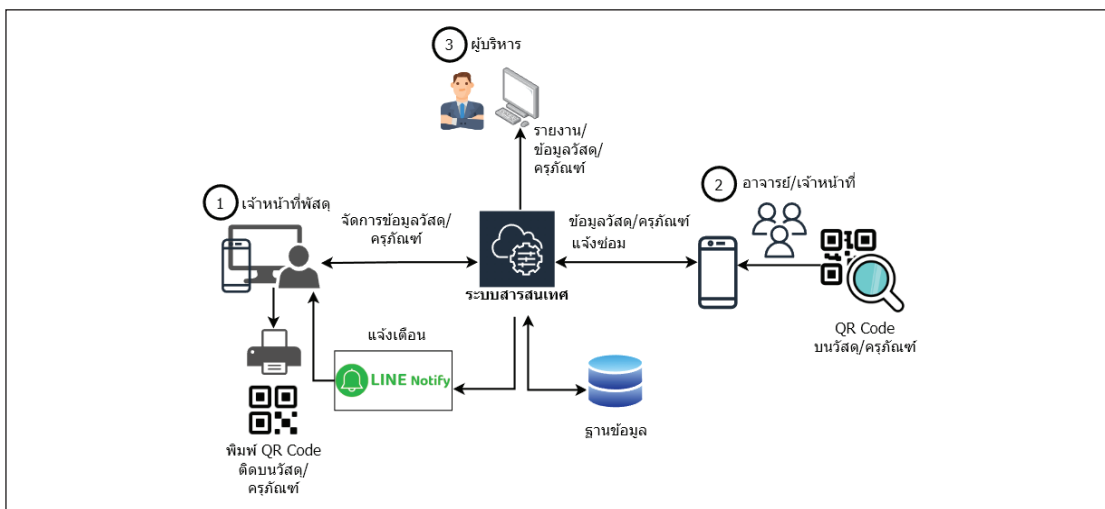 3 ผู้บริหาร
รายงาน/
ข้อมูลวัสดุ/
ครุภัณฑ์
1 เจ้าหน้าที่พัสดุ
จัดการข้อมูลวัสดุ/
ครุภัณฑ์
ระบบสารสนเทศ
ข้อมูลวัสดุ/ครุภัณฑ์
แจ้งซ่อม
2 อาจารย์/เจ้าหน้าที่
QR Code
บนวัสดุ/ครุภัณฑ์
แจ้งเตือน
LINE Notify
ฐานข้อมูล
พิมพ์ QR Code
ติดบนวัสดุ/
ครุภัณฑ์